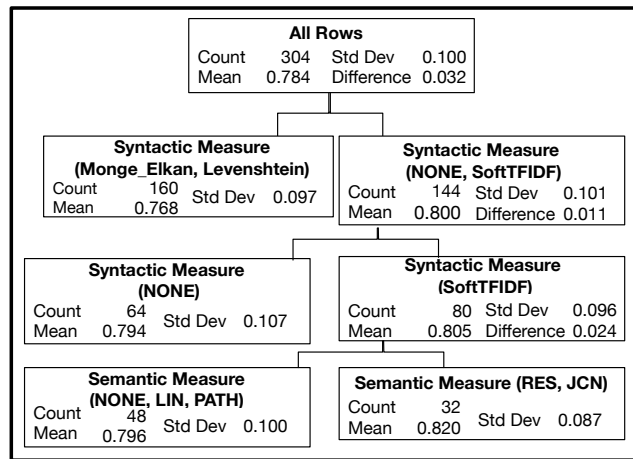 All Rows
Count 304 Std Dev 0.100
Mean 0.784 Difference 0.032
Syntactic Measure
(Monge_Elkan, Levenshtein)
Count 160 Std Dev 0.097
Mean 0.768
Syntactic Measure
(NONE, SoftTFIDF)
Count 144 Std Dev 0.101
Mean 0.800 Difference 0.011
Syntactic Measure
(NONE)
Count 64 Std Dev 0.107
Mean 0.794
Syntactic Measure
(SoftTFIDF)
Count 80 Std Dev 0.096
Mean 0.805 Difference 0.024
Semantic Measure
(NONE, LIN, PATH)
Count 48 Std Dev 0.100
Mean 0.796
Semantic Measure (RES, JCN)
Count 32 Std Dev 0.087
Mean 0.820